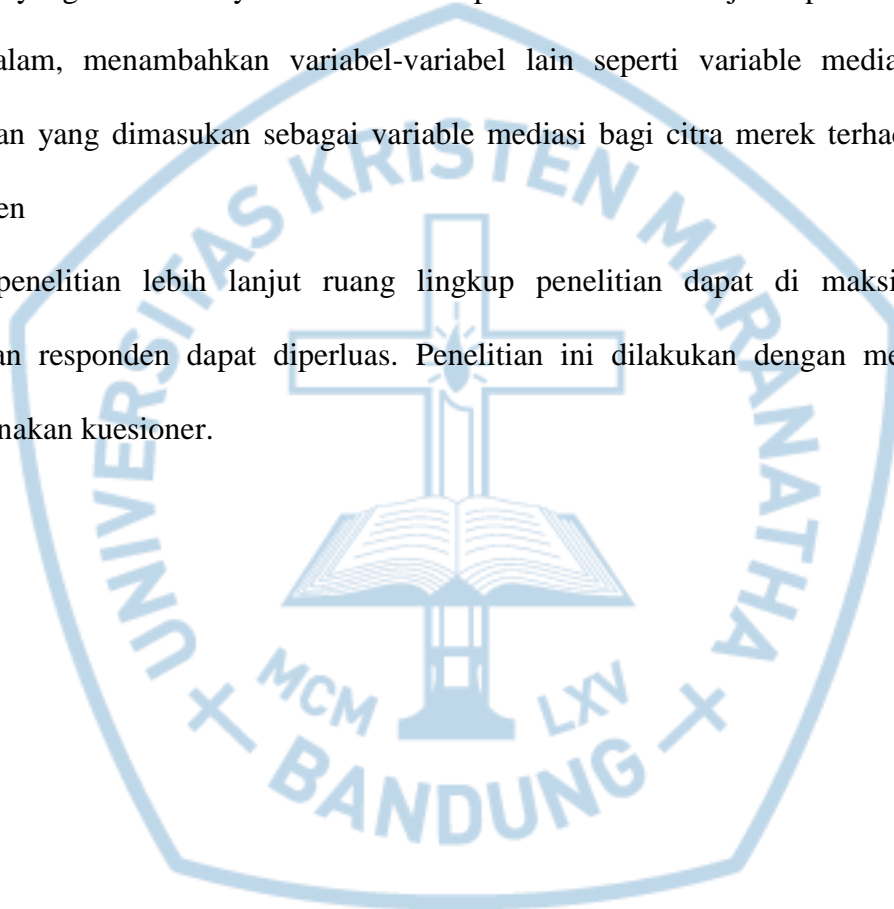 alam, menambahkan variabel-variabel lain seperti variable media
an yang dimasukan sebagai variable mediasi bagi citra merek terha
en
penelitian lebih lanjut ruang lingkup penelitian dapat di maksi
an responden dapat diperluas. Penelitian ini dilakukan dengan me
nakan kuesioner.
UNIVERSITAS KRISTEN MARANATHA
MCM LXV
BANDUNG